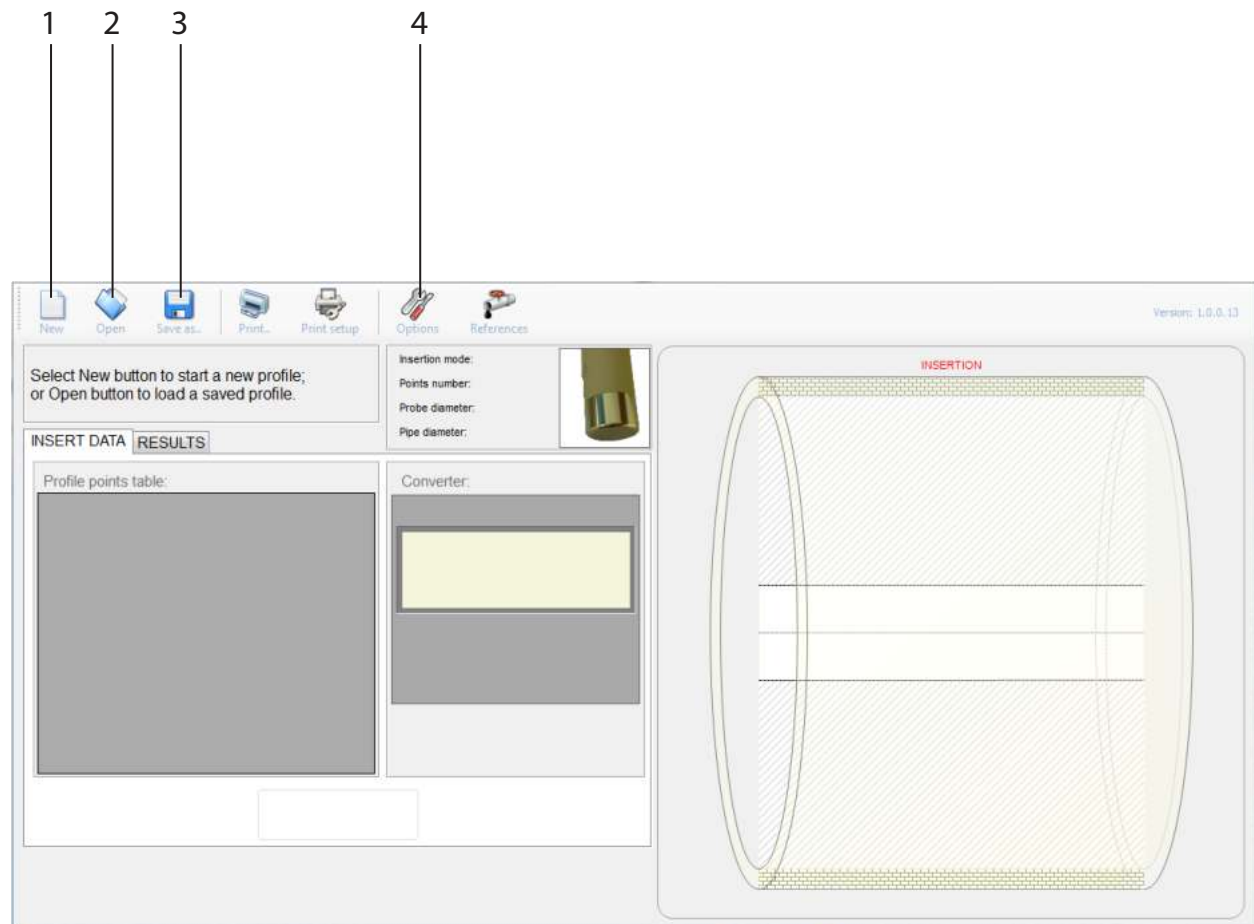 1 2 3 4
New Open Save as.. Print.. Print setup Options References
Version: 1.0.0.13
Select New button to start a new profile;
or Open button to load a saved profile.
Insertion mode:
Points number:
Probe diameter:
Pipe diameter:
INSERTION
INSERT DATA RESULTS
Profile points table:
Converter: